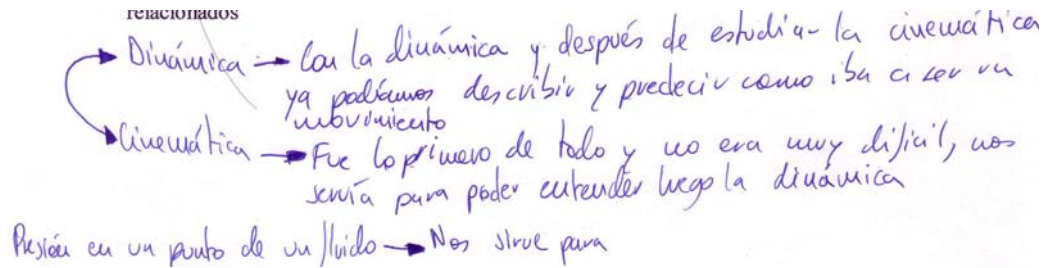 relacionados
Dinámica → Con la dinámica y después de estudiar la cinemática
ya podíamos describir y predecir como iba a ser un
movimiento
Cinemática → Fue lo primero de todo y no era muy difícil, nos
servía para poder entender luego la dinámica
Presión en un punto de un fluido → Nos sirve para